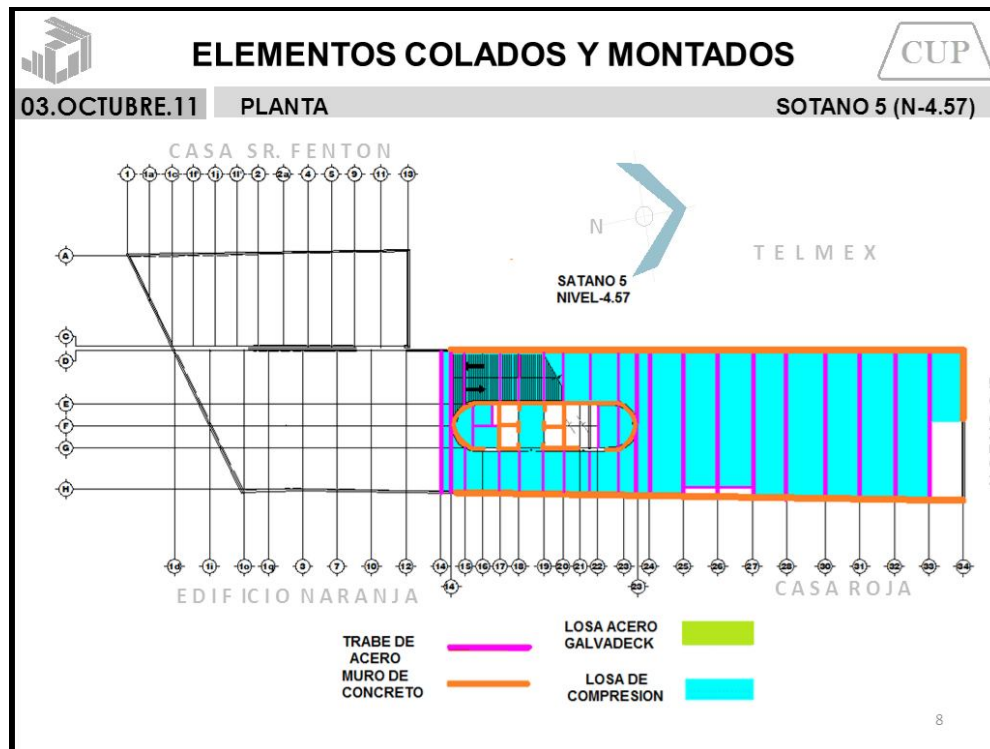 ELEMENTOS COLADOS Y MONTADOS
CUP
03.OCTUBRE.11 PLANTA SOTANO 5 (N-4.57)
CASA SR. FENTON
1 1a 1c 1f 1j 2 2a 4 5 9 11 13
N
TELMEX
A
SATANO 5
NIVEL-4.57
C
D
E
F
G
H
1d 1i 1o 1q 3 7 10 12 14 15 16 17 18 19 20 21 22 23 24 25 26 27 28 30 31 32 33 34
14' 23'
EDIFICIO NARANJA CASA ROJA
TRABE DE
ACERO
LOSA ACERO
GALVADECK
MURO DE
CONCRETO
LOSA DE
COMPRESION
8